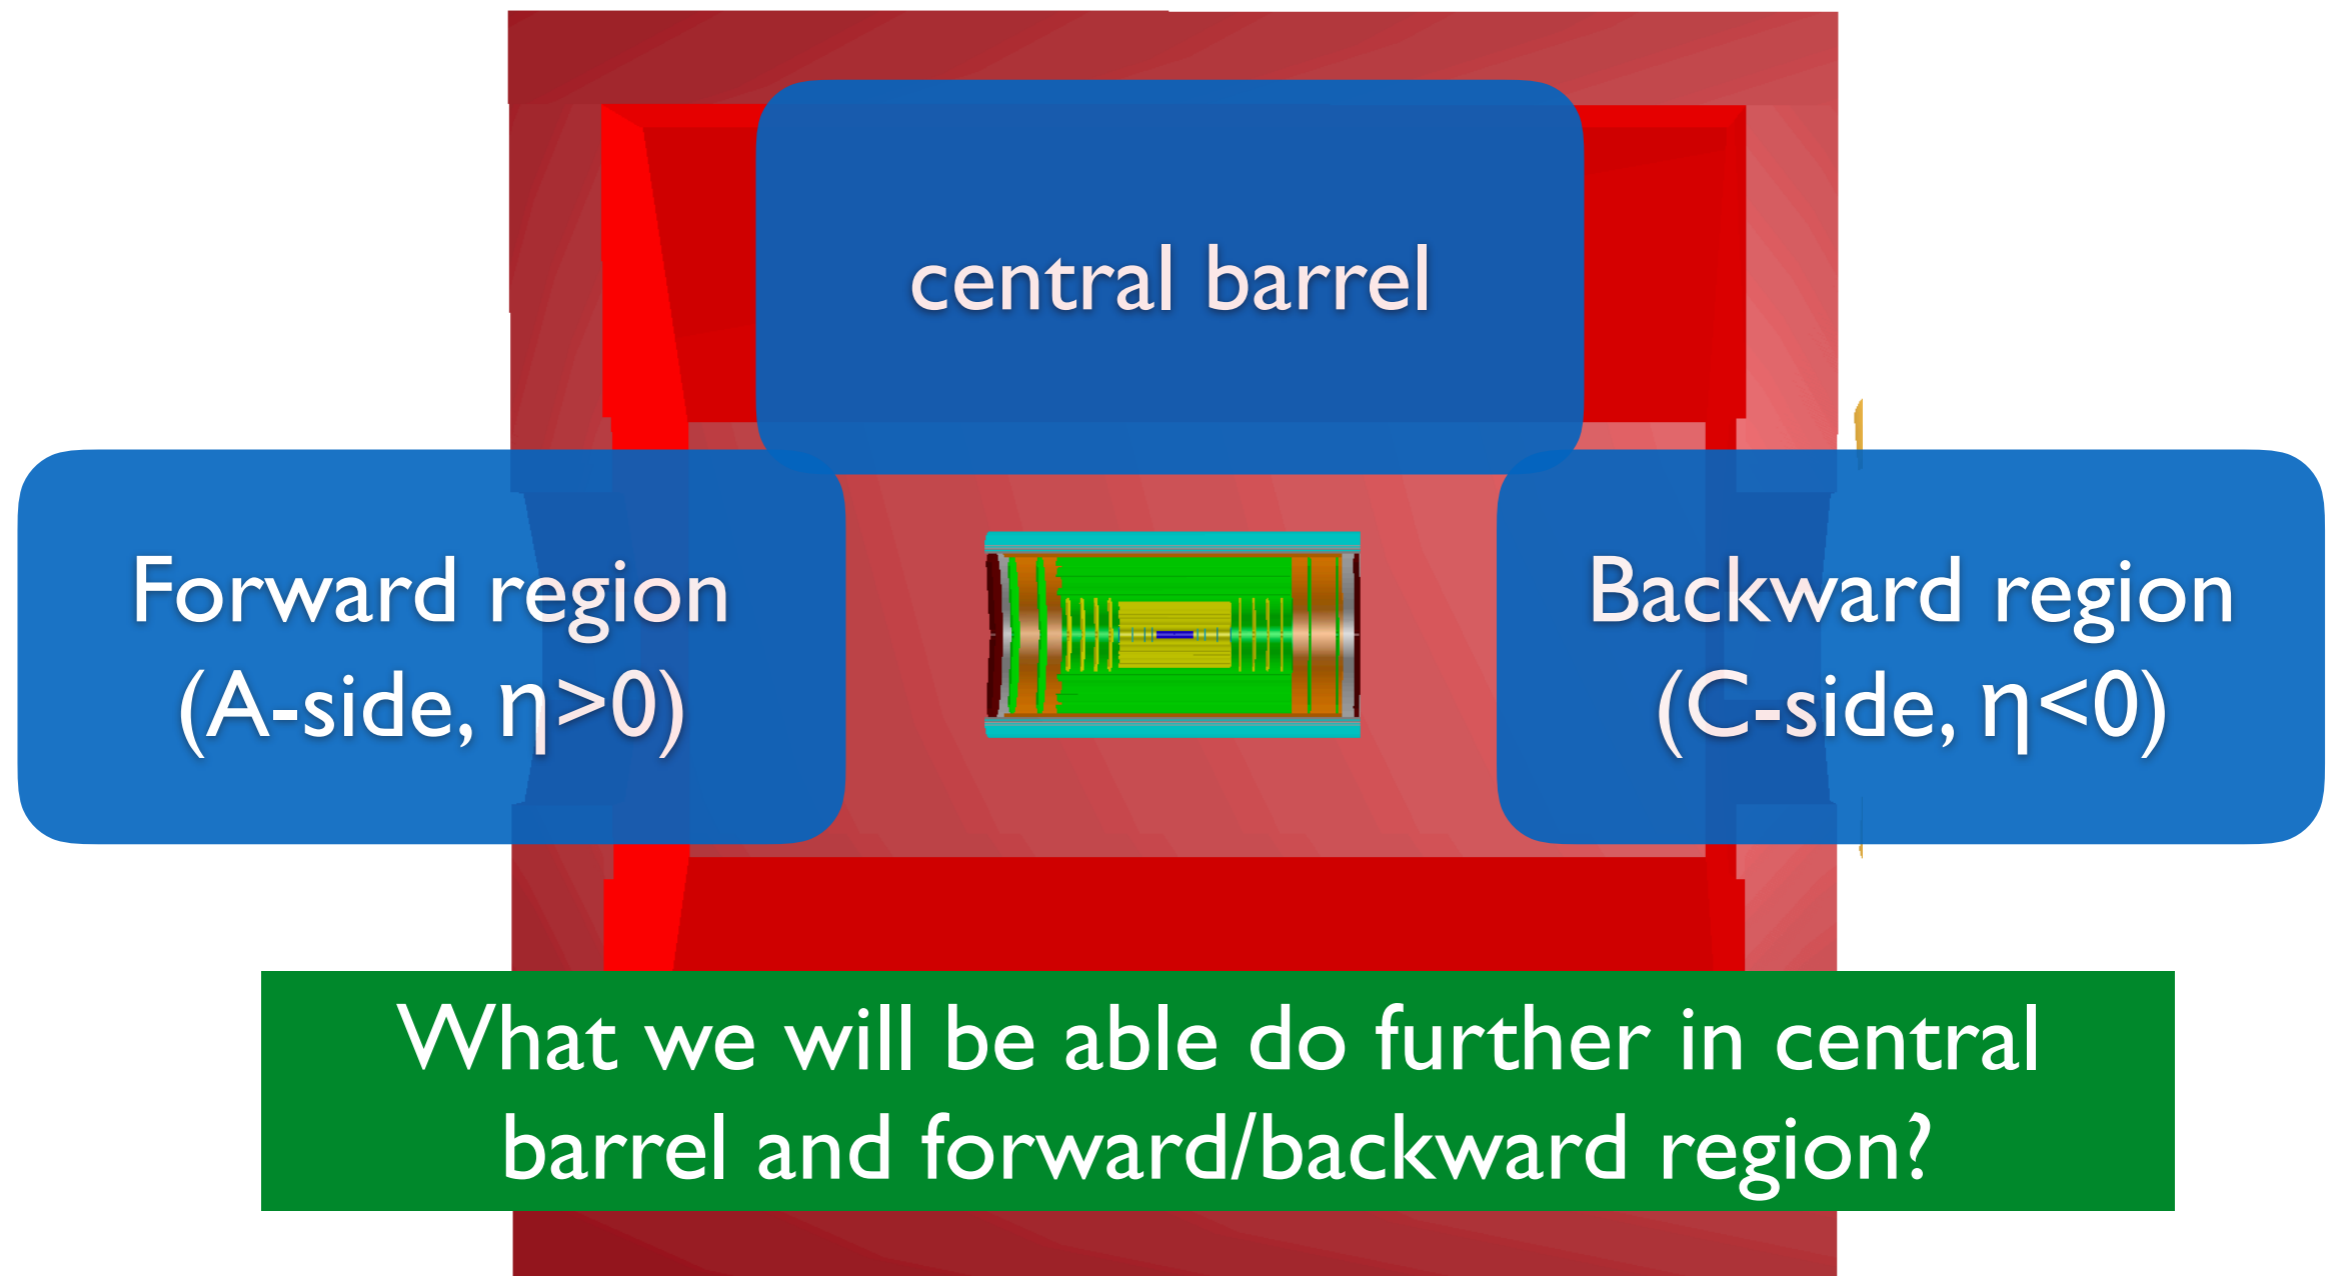 central barrel
Forward region
(A-side, η>0)
Backward region
(C-side, η<0)
What we will be able do further in central
barrel and forward/backward region?